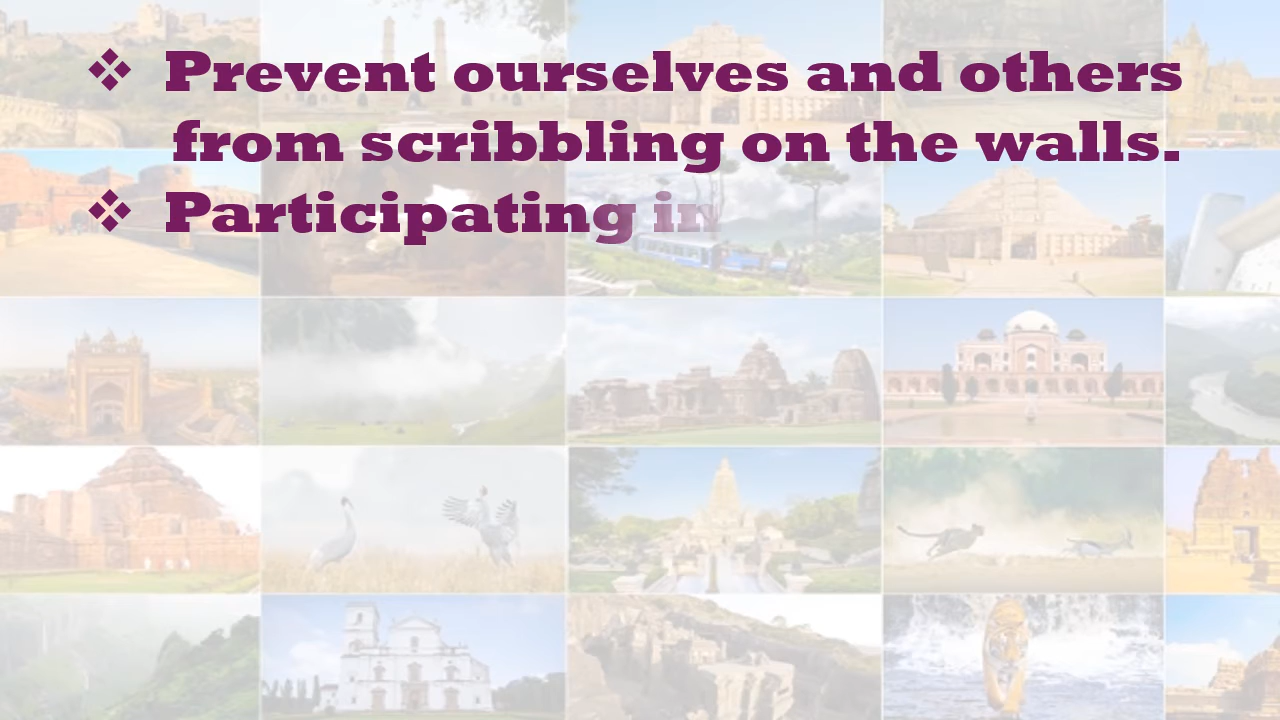 ❖ Prevent ourselves and others
from scribbling on the walls.
❖ Participating in